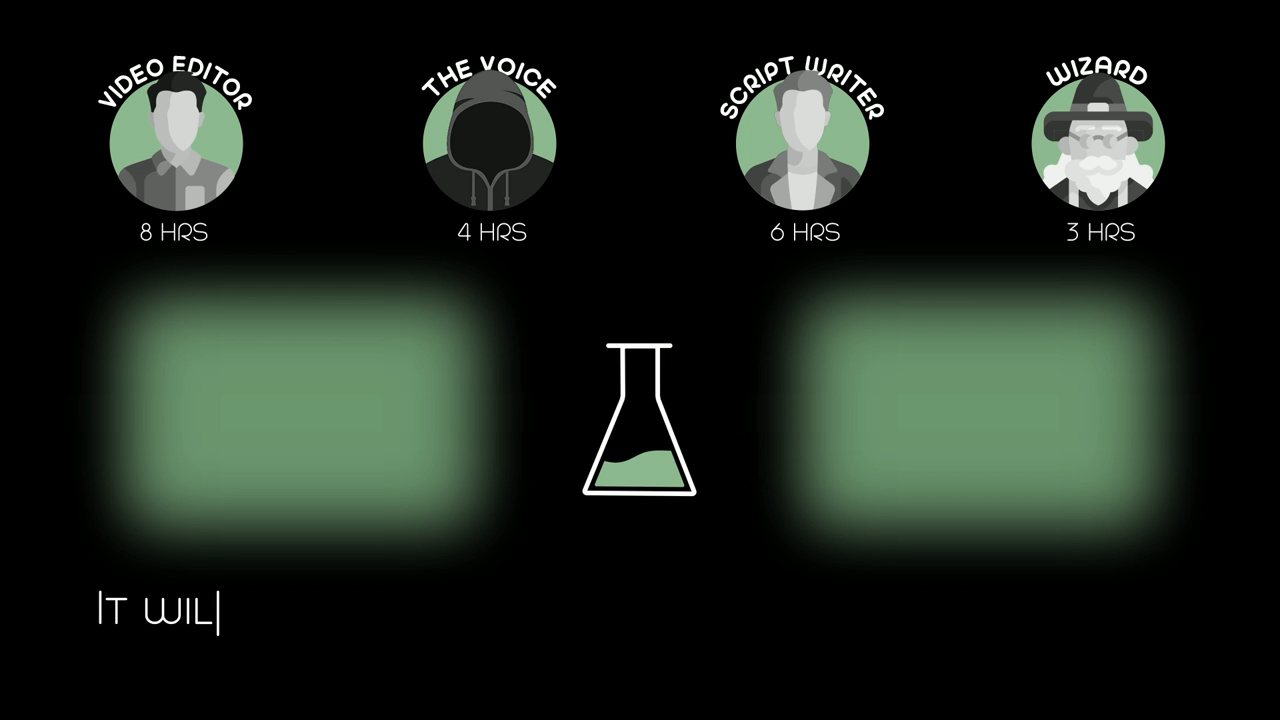 VIDEO EDITOR
THE VOICE
SCRIPT WRITER
WIZARD
8 HRS
4 HRS
6 HRS
3 HRS
IT WIL